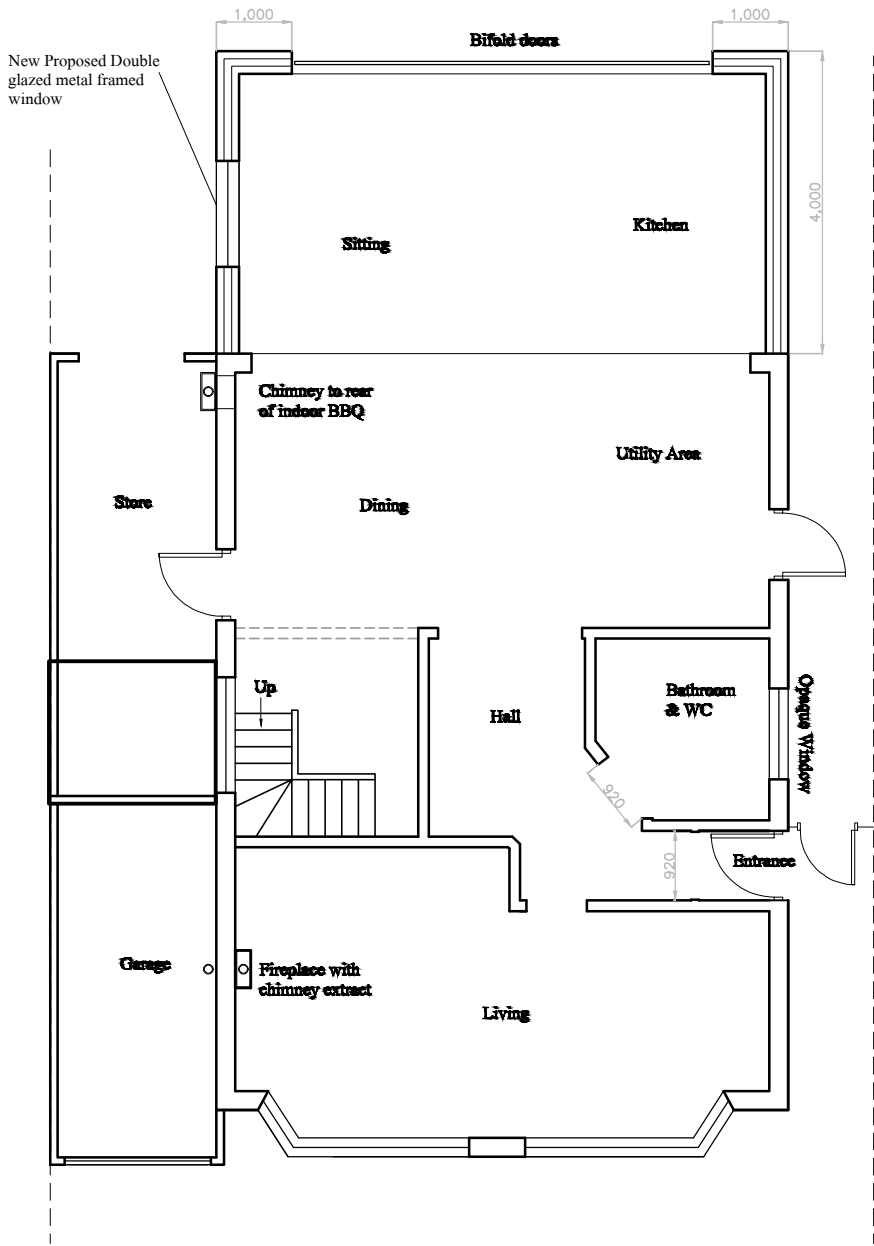 1,000
1,000
Bifold doors
New Proposed Double
glazed metal framed
window
4,000
Kitchen
Sitting
Chimney to rear
of indoor BBQ
Utility Area
Store
Dining
Up
Bathroom
& WC
Opaque Window
Hall
920
920
Entrance
Garage
Fireplace with
chimney extract
Living